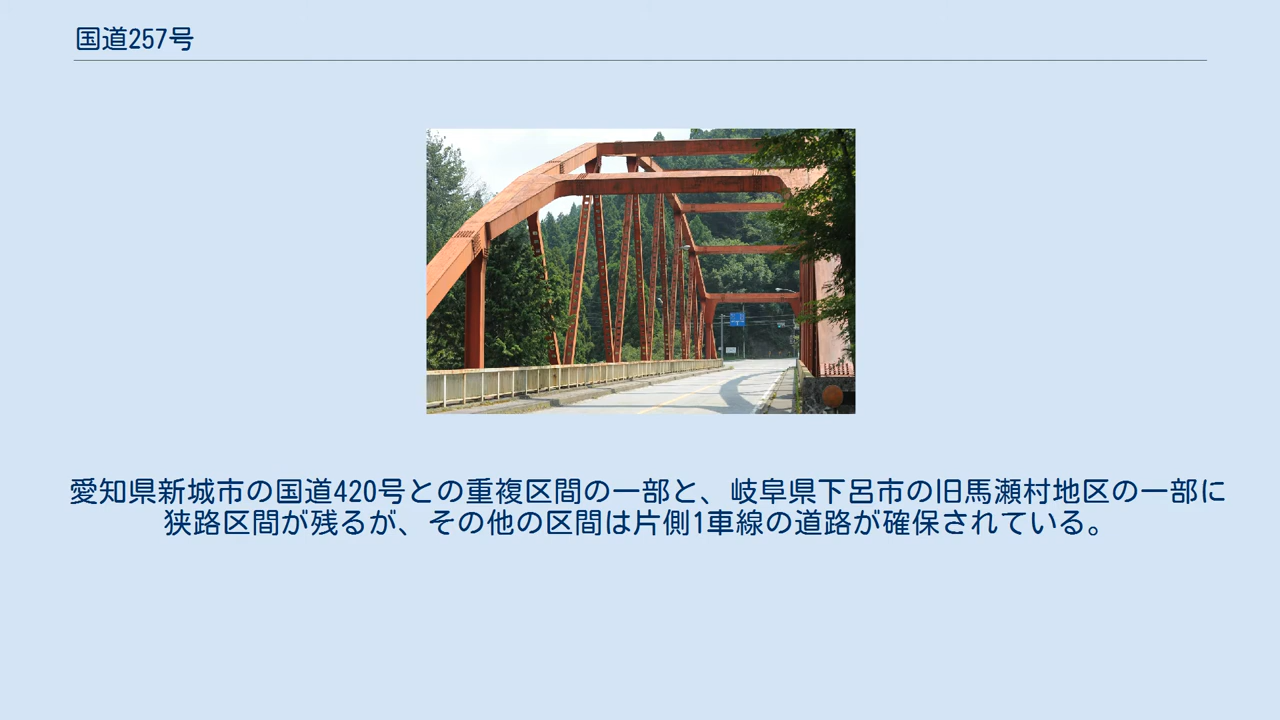 国道257号
愛知県新城市の国道420号との重複区間の一部と、岐阜県下呂市の旧馬瀬村地区の一部に
狭路区間が残るが、その他の区間は片側1車線の道路が確保されている。